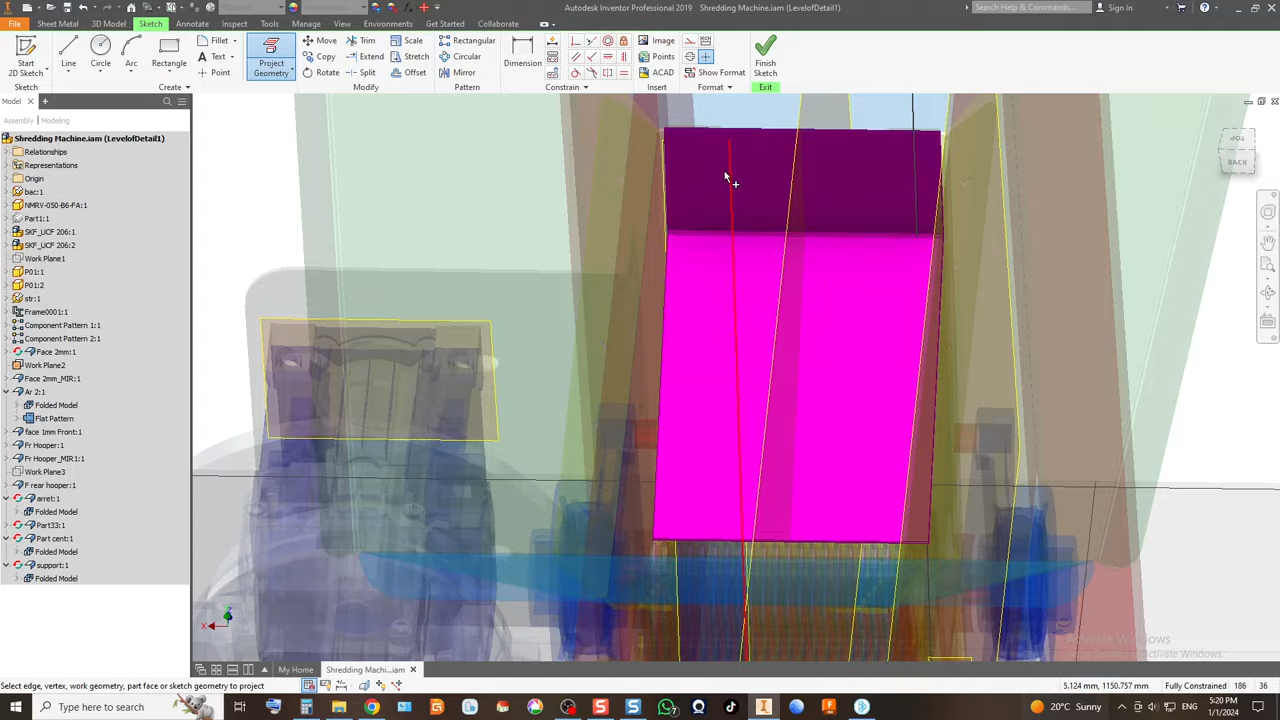 Autodesk Inventor Professional 2019   Shredding Machine.iam (LevelofDetail1)
Search Help & Commands...
Sign In
File Sheet Metal 3D Model Sketch Annotate Inspect Tools Manage View Environments Get Started Collaborate
Start
2D Sketch
Line
Circle
Arc
Rectangle
Fillet
Text
Point
Project
Geometry
Move
Copy
Rotate
Trim
Extend
Split
Scale
Stretch
Offset
Rectangular
Circular
Mirror
Dimension
Image
Points
ACAD
Show Format
Finish
Sketch
Sketch Create Modify Pattern Constrain Insert Format Exit
Model
Assembly Modeling
Shredding Machine.iam (LevelofDetail1)
Relationships
Representations
Origin
bac:1
NMRV-050-B6-FA:1
Part1:1
SKF_UCF 206:1
SKF_UCF 206:2
Work Plane1
P01:1
P01:2
str:1
Frame0001:1
Component Pattern 1:1
Component Pattern 2:1
Face 2mm:1
Work Plane2
Face 2mm_MIR:1
Ar 2:1
Folded Model
Flat Pattern
face 1mm Front:1
Fr Hooper:1
Fr Hooper_MIR1:1
Work Plane3
F rear hooper:1
arret:1
Folded Model
Part33:1
Part cent:1
Folded Model
support:1
Folded Model
TOP
BACK
X
Z
Activate Windows
My Home
Shredding Machi...iam
Select edge, vertex, work geometry, part face or sketch geometry to project
5.124 mm, 1150.757 mm Fully Constrained 186 36
Type here to search
20°C Sunny
ENG
5:20 PM
1/1/2024